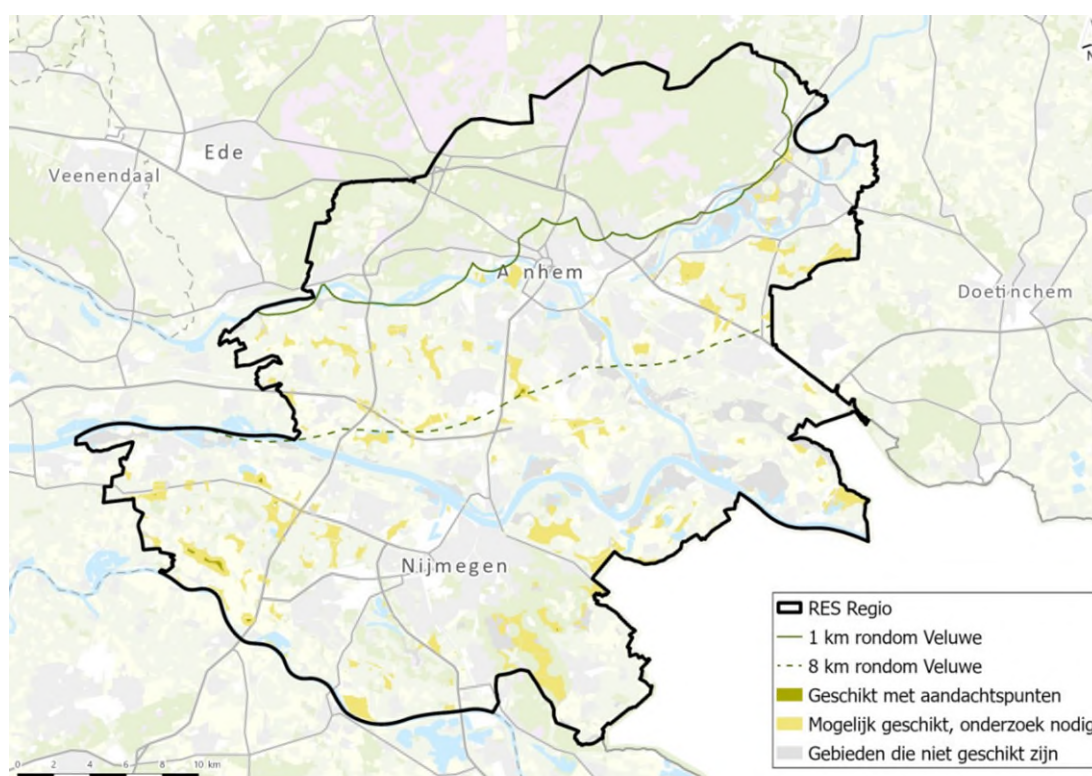 Ede
Veenendaal
A nhem
Doetinchem
Nijmegen
RES Regio
1 km rondom Veluwe
8 km rondom Veluwe
Geschikt met aandachtspunten
Mogelijk geschikt, onderzoek nodig
Gebieden die niet geschikt zijn
0 2 4 6 8 10 km